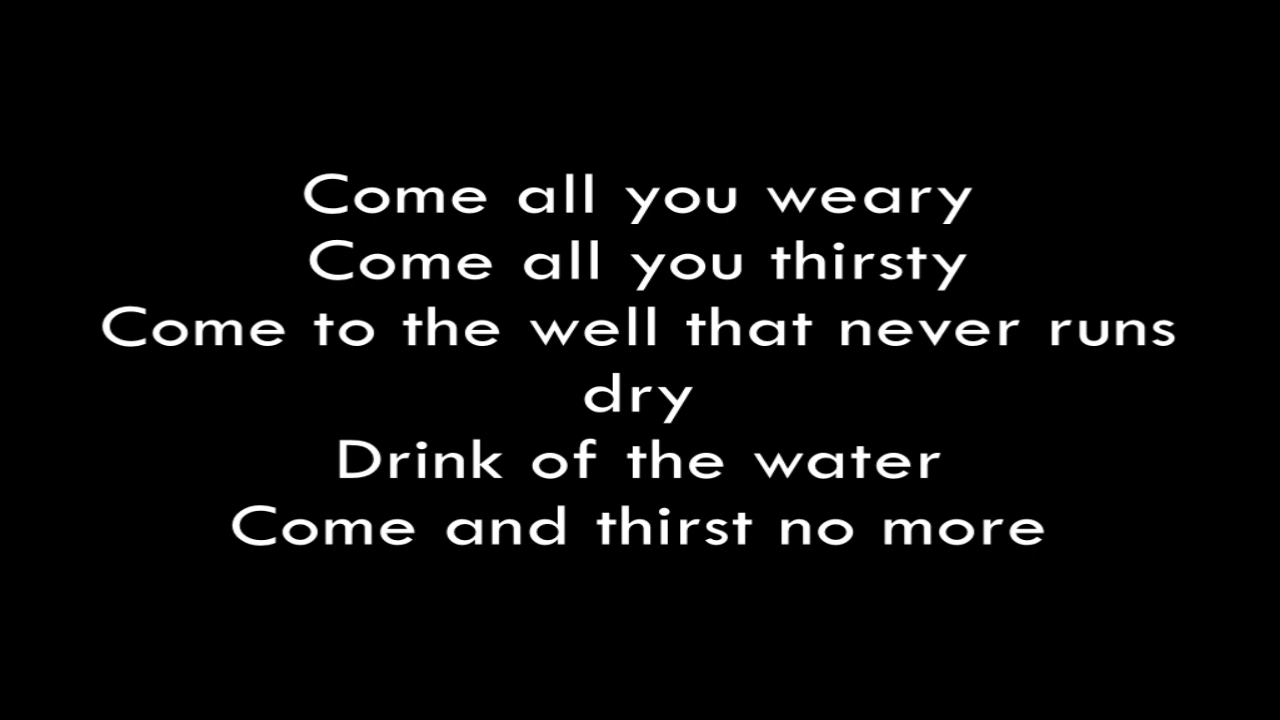 Come all you weary
Come all you thirsty
Come to the well that never runs
dry
Drink of the water
Come and thirst no more